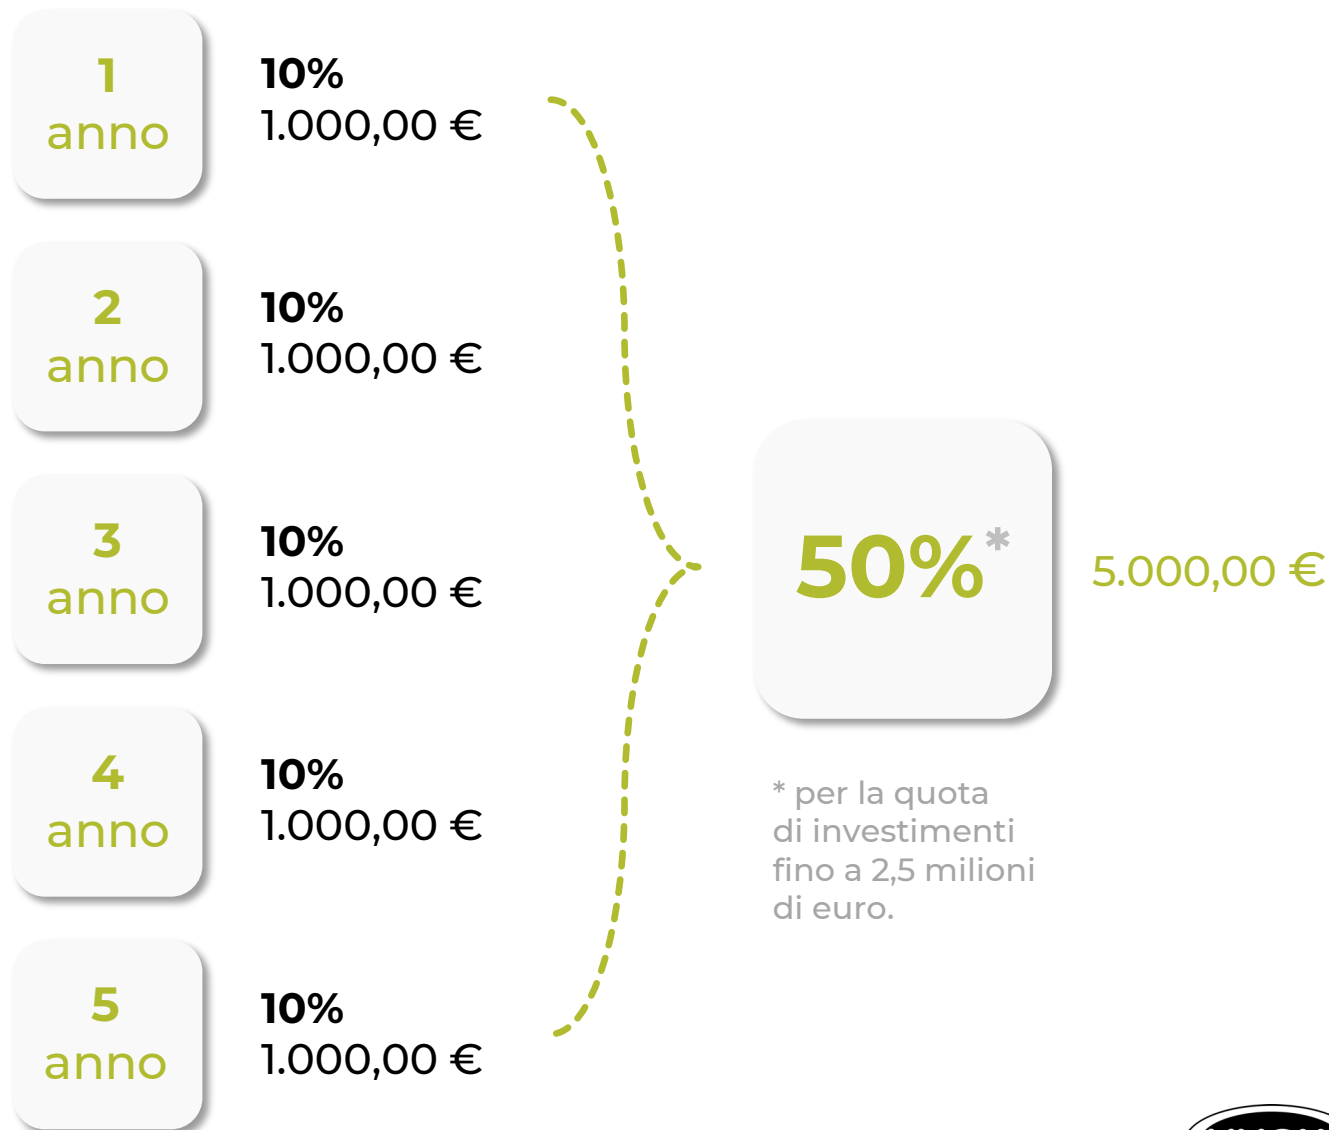 1
anno
10%
1.000,00 €
2
anno
10%
1.000,00 €
3
anno
10%
1.000,00 €
4
anno
10%
1.000,00 €
5
anno
10%
1.000,00 €
50%*
5.000,00 €
* per la quota
di investimenti
fino a 2,5 milioni
di euro.